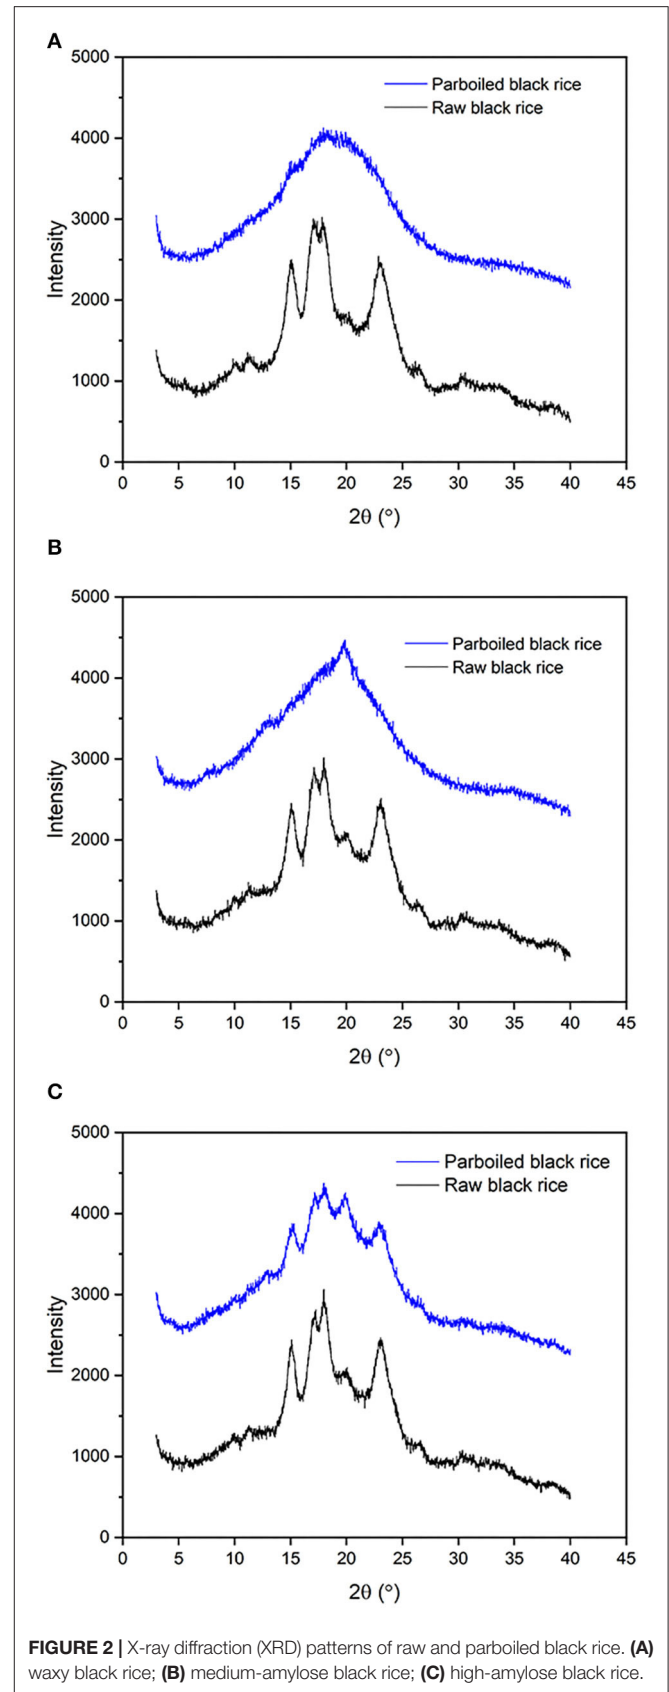 A
5000
4000
3000
2000
1000
0
Intensity
Parboiled black rice
Raw black rice
0 5 10 15 20 25 30 35 40 45
2θ (°)
B
5000
4000
3000
2000
1000
0
Intensity
Parboiled black rice
Raw black rice
0 5 10 15 20 25 30 35 40 45
2θ (°)
C
5000
4000
3000
2000
1000
0
Intensity
Parboiled black rice
Raw black rice
0 5 10 15 20 25 30 35 40 45
2θ (°)
FIGURE 2 | X-ray diffraction (XRD) patterns of raw and parboiled black rice. (A)
waxy black rice; (B) medium-amylose black rice; (C) high-amylose black rice.